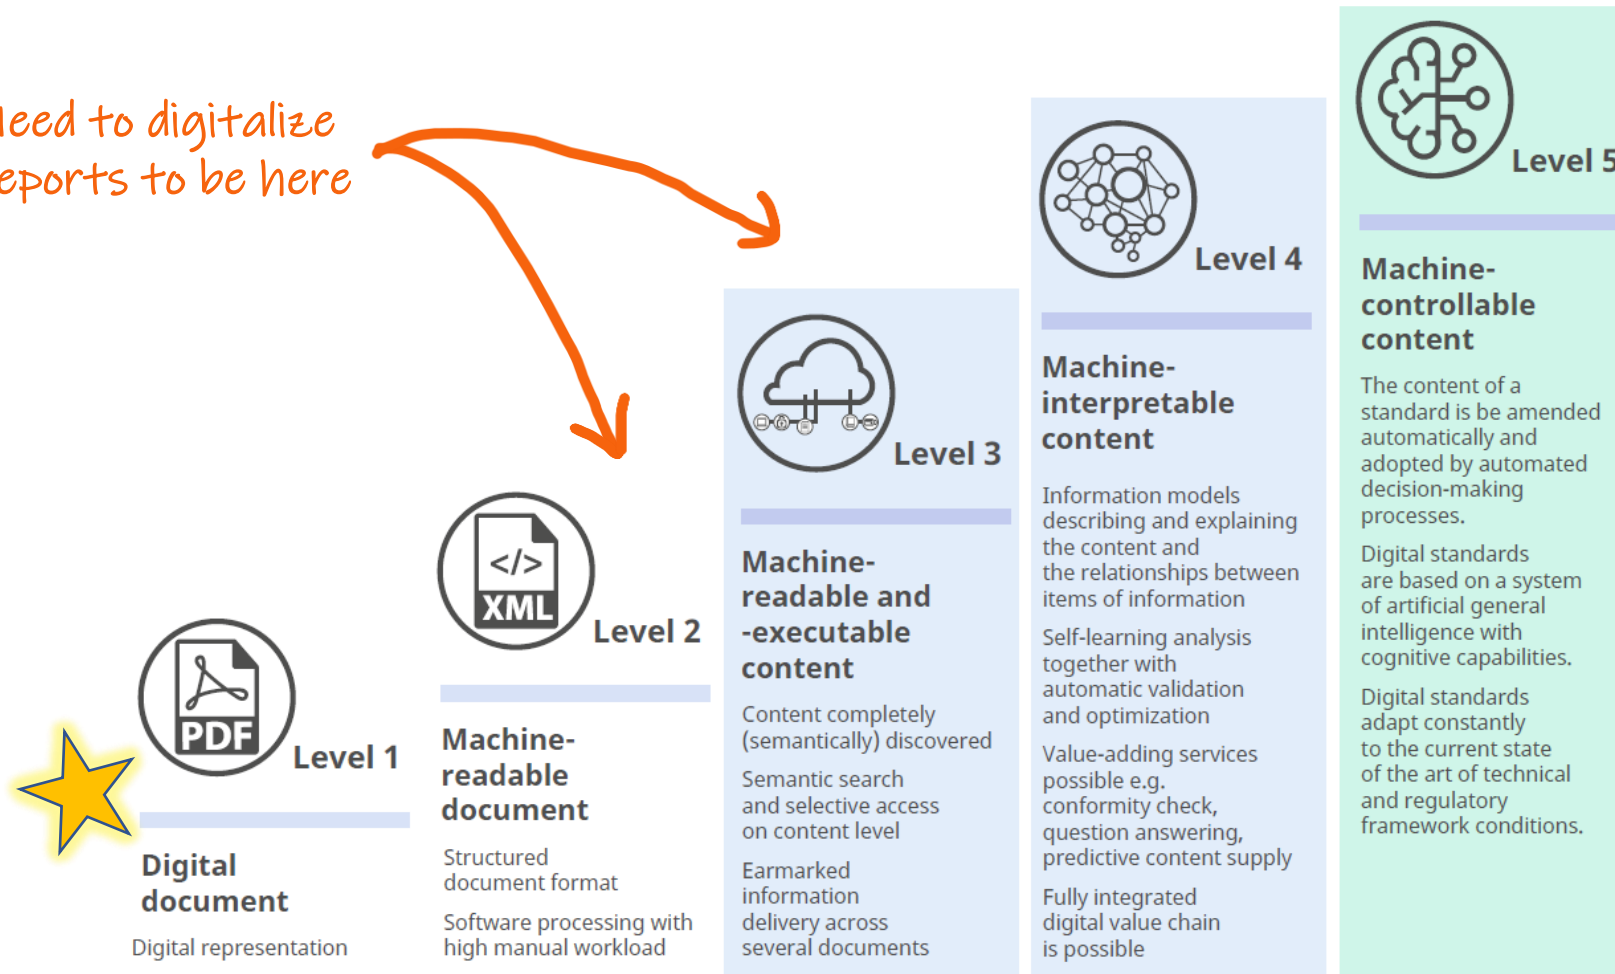 eed to digitalize
eports to be here
PDF
Level 1
Digital
document
Digital representation
</>
XML
Level 2
Machine-
readable
document
Structured
document format
Software processing with
high manual workload
Level 3
Machine-
readable and
-executable
content
Content completely
(semantically) discovered
Semantic search
and selective access
on content level
Earmarked
information
delivery across
several documents
Level 4
Machine-
interpretable
content
Information models
describing and explaining
the content and
the relationships between
items of information
Self-learning analysis
together with
automatic validation
and optimization
Value-adding services
possible e.g.
conformity check,
question answering,
predictive content supply
Fully integrated
digital value chain
is possible
Level 5
Machine-
controllable
content
The content of a
standard is be amended
automatically and
adopted by automated
decision-making
processes.
Digital standards
are based on a system
of artificial general
intelligence with
cognitive capabilities.
Digital standards
adapt constantly
to the current state
of the art of technical
and regulatory
framework conditions.